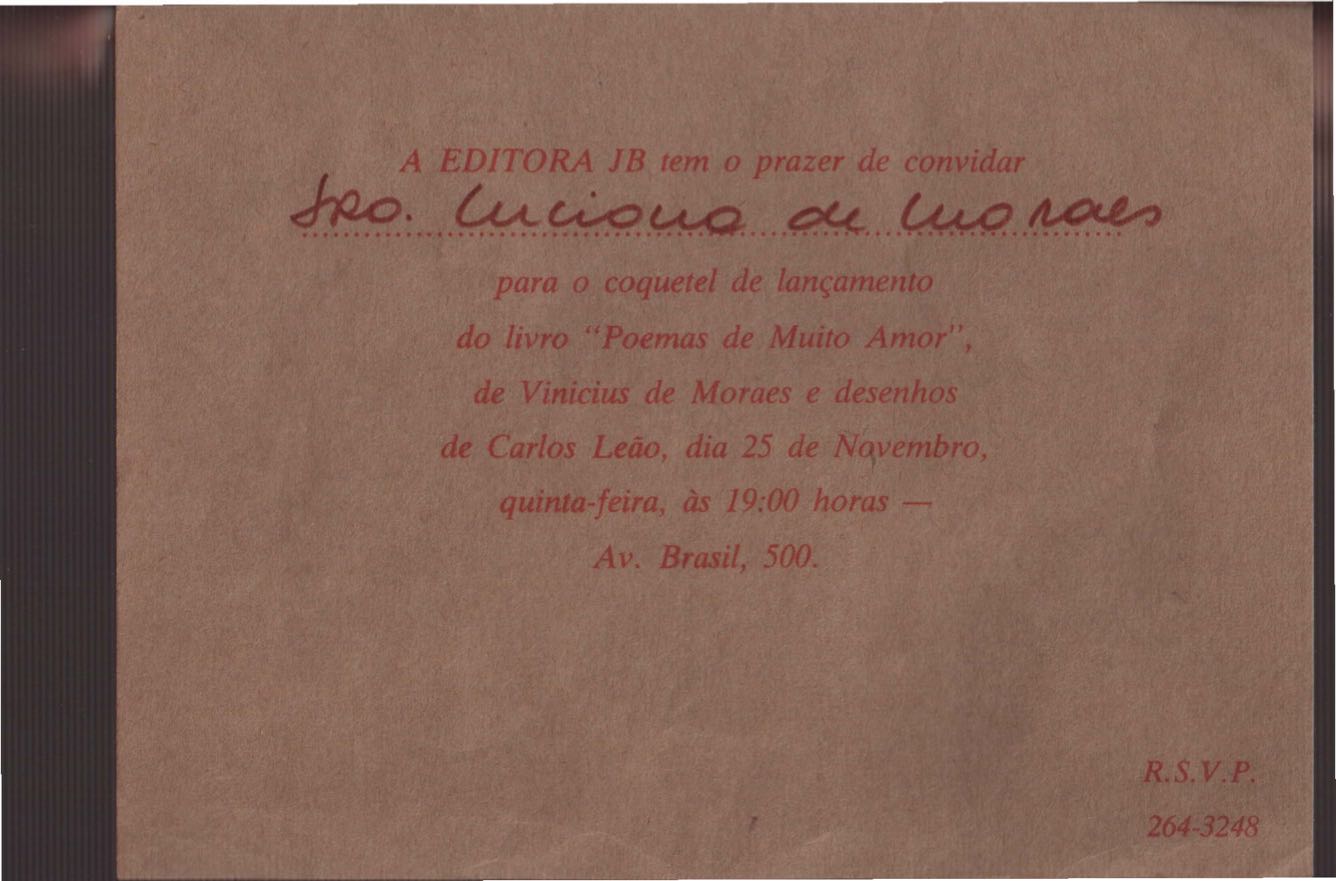 A EDITORA JB tem o prazer de convidar
Sra. Luciana de Moraes
para o coquetel de lançamento
do livro "Poemas de Muito Amor",
de Vinicius de Moraes e desenhos
de Carlos Leão, dia 25 de Novembro,
quinta-feira, às 19:00 horas —
Av. Brasil, 500.
R.S.V.P.
264-3248